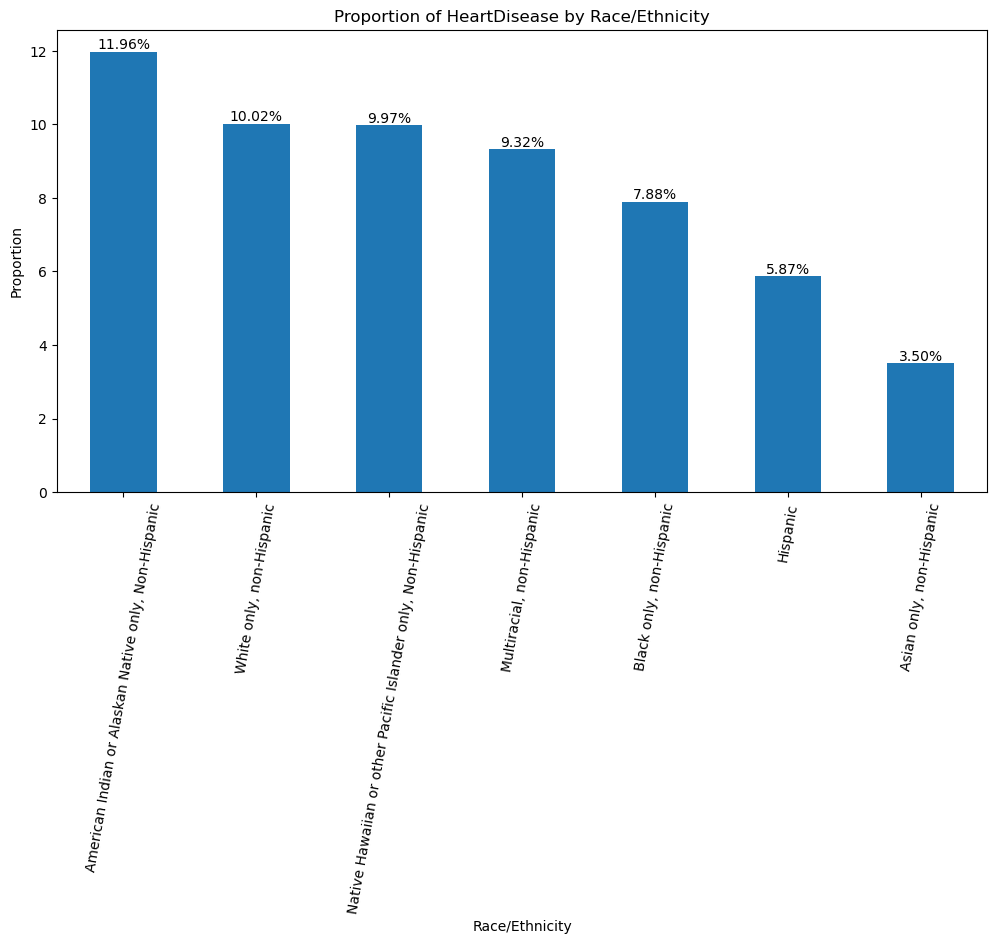 Proportion of HeartDisease by Race/Ethnicity
Proportion
12
10
8
6
4
2
0
11.96%
10.02%
9.97%
9.32%
7.88%
5.87%
3.50%
American Indian or Alaskan Native only, Non-Hispanic
White only, non-Hispanic
Native Hawaiian or other Pacific Islander only, Non-Hispanic
Multiracial, non-Hispanic
Black only, non-Hispanic
Hispanic
Asian only, non-Hispanic
Race/Ethnicity